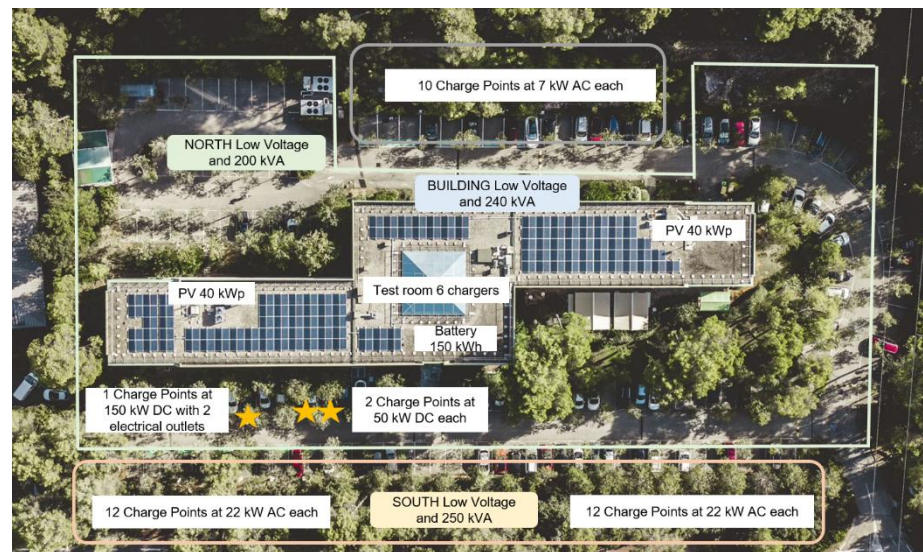 10 Charge Points at 7 kW AC each
NORTH Low Voltage
and 200 kVA
BUILDING Low Voltage
and 240 kVA
PV 40 kWp
PV 40 kWp
Test room 6 chargers
Battery
150 kWh
1 Charge Points at
150 kW DC with 2
electrical outlets
2 Charge Points at
50 kW DC each
12 Charge Points at 22 kW AC each
SOUTH Low Voltage
and 250 kVA
12 Charge Points at 22 kW AC each